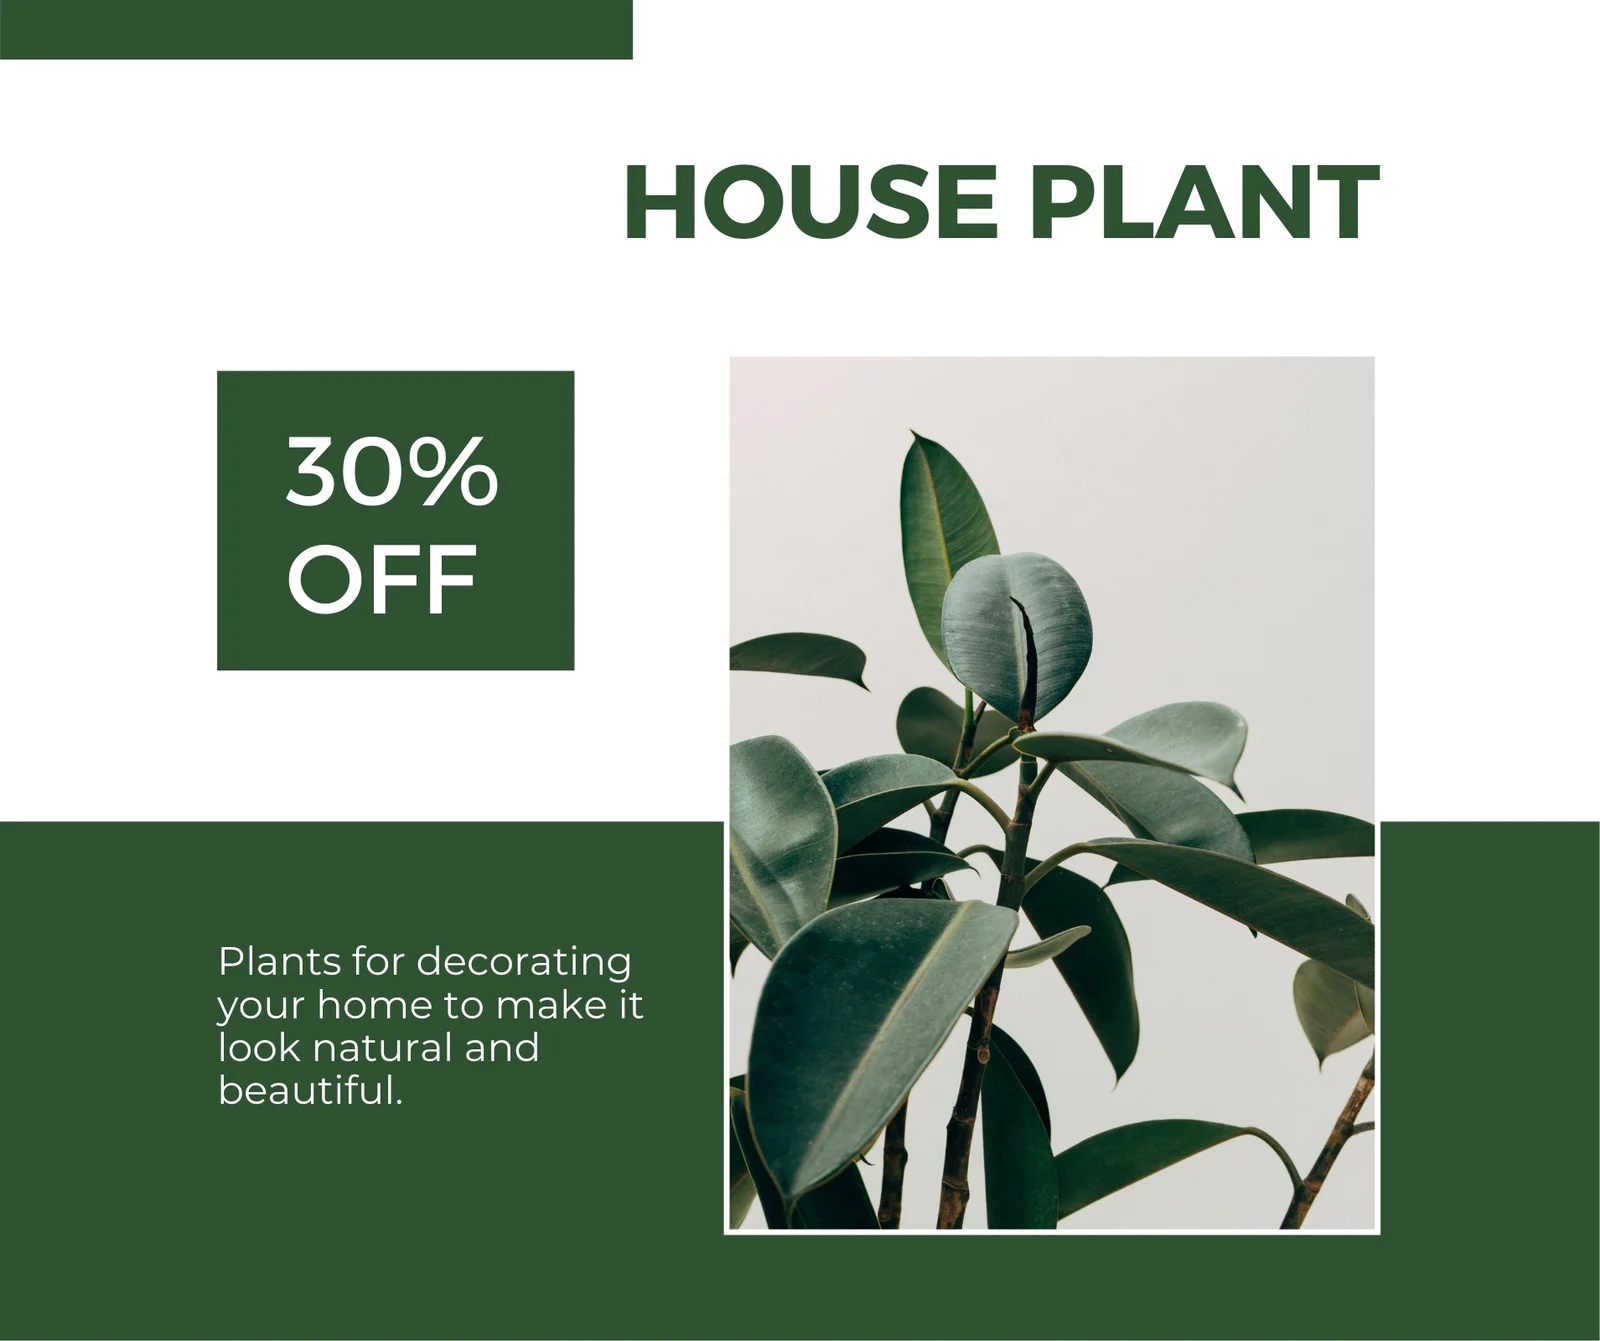 HOUSE PLANT
30%
OFF
Plants for decorating
your home to make it
look natural and
beautiful.